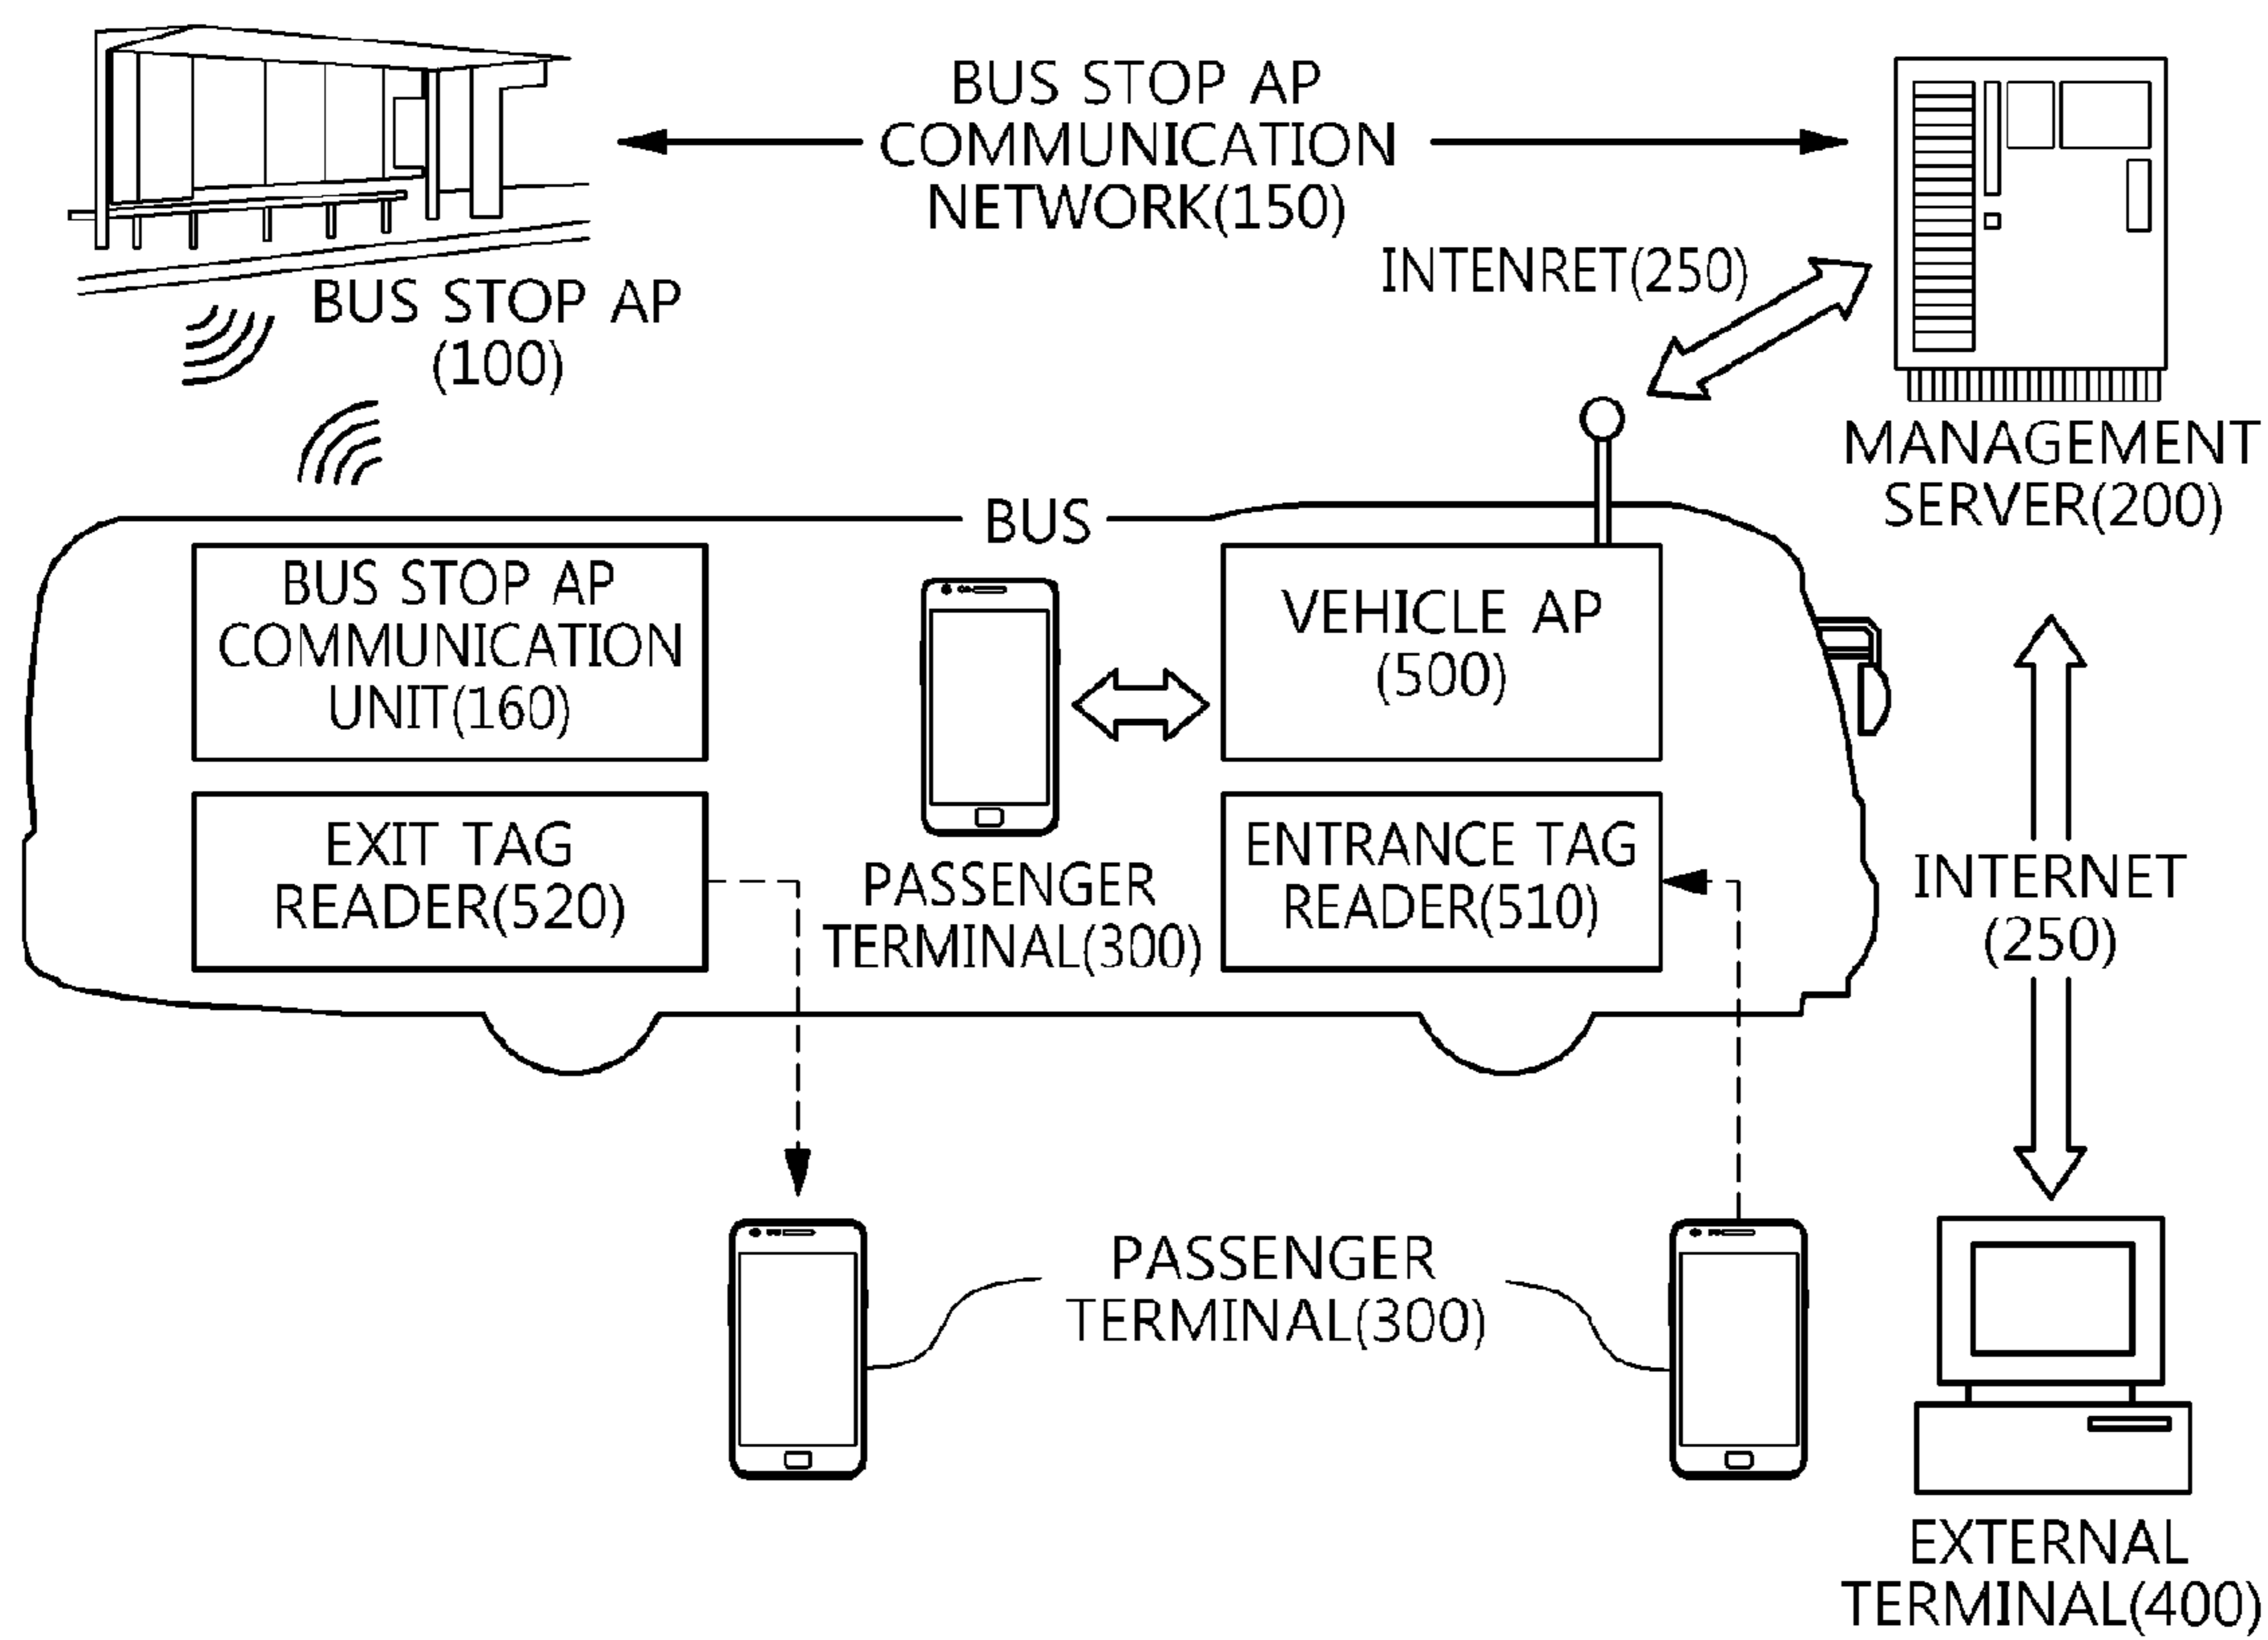 BUS STOP AP
COMMUNICATION
NETWORK(150)
INTENRET(250)
BUS STOP AP
(100)
MANAGEMENT
SERVER(200)
BUS
BUS STOP AP
COMMUNICATION
UNIT(160)
VEHICLE AP
(500)
EXIT TAG
READER(520)
PASSENGER
TERMINAL(300)
ENTRANCE TAG
READER(510)
INTERNET
(250)
PASSENGER
TERMINAL(300)
EXTERNAL
TERMINAL(400)